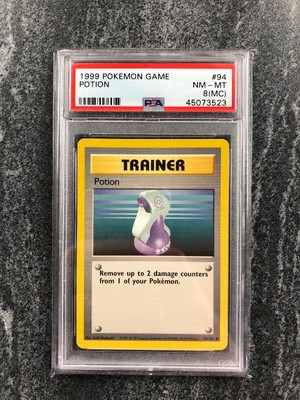 1999 POKEMON GAME #94
POTION NM - MT
PSA 8(MC)
45073523
TRAINER
Potion
Remove up to 2 damage counters
from 1 of your Pokémon.